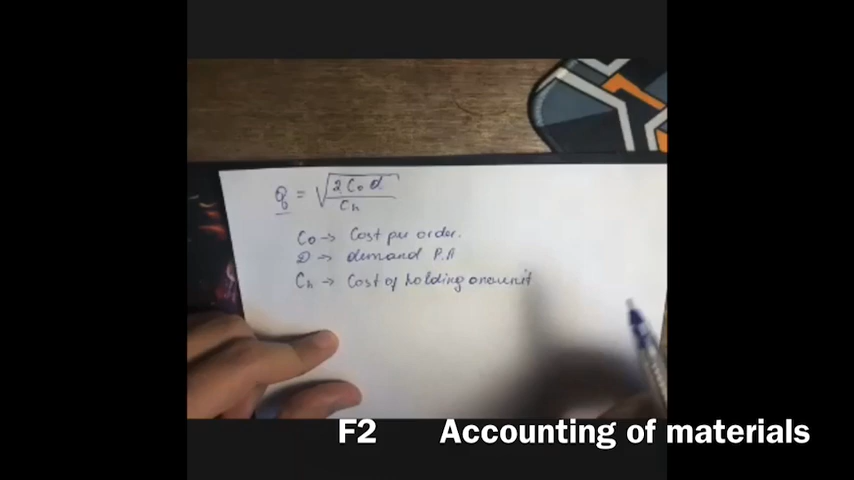 Q = √2 Co d
Ch
Co → Cost per order.
D → demand P.A
Ch → Cost of holding one unit
F2 Accounting of materials